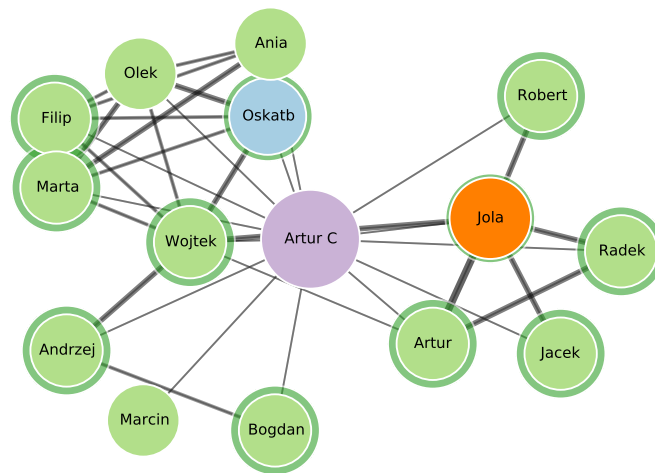 Ania
Olek
Robert
Filip
Oskatb
Marta
Jola
Wojtek
Artur C
Radek
Andrzej
Artur
Jacek
Marcin
Bogdan